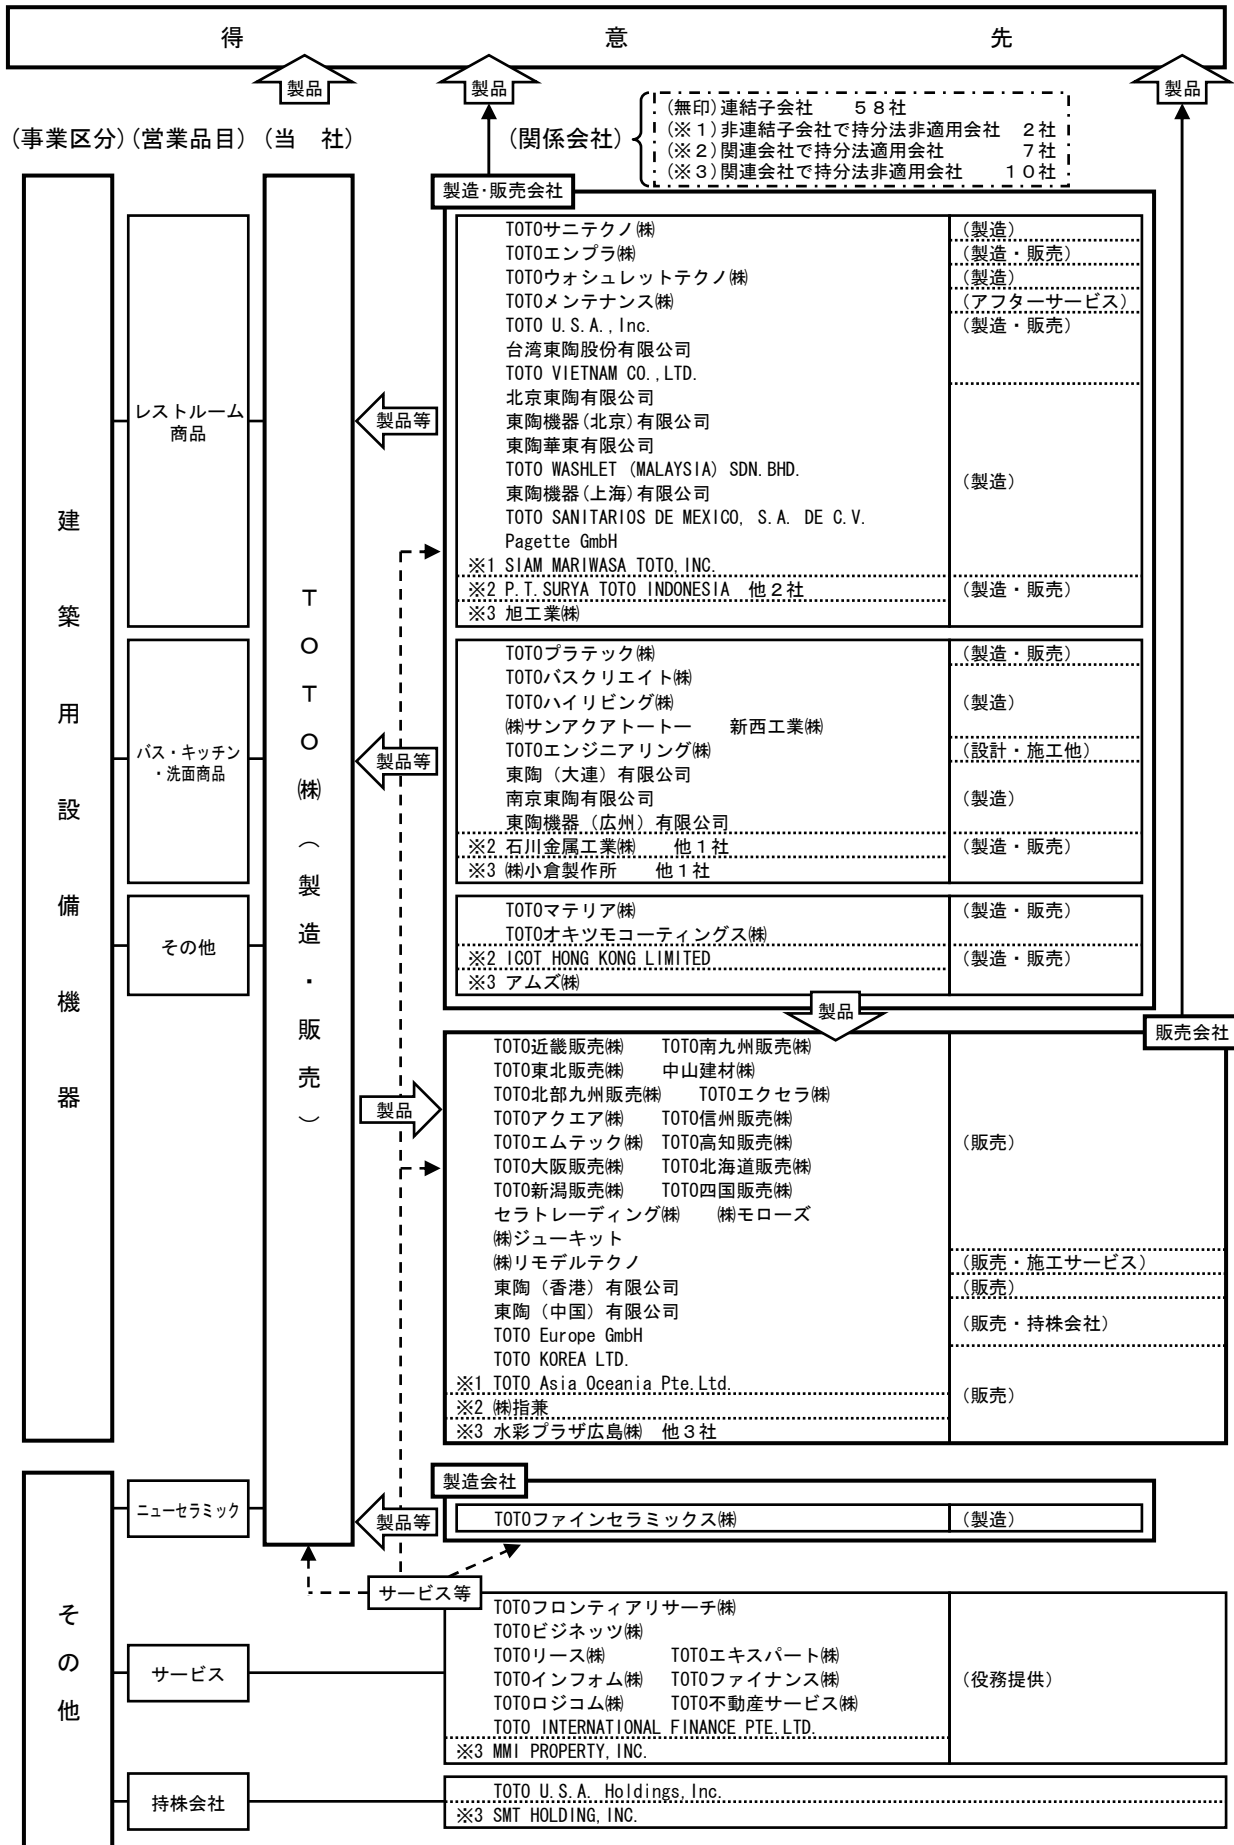 得意先
製品 製品 製品
(事業区分)(営業品目)(当 社) (関係会社)
(無印)連結子会社 58社
(※1)非連結子会社で持分法非適用会社 2社
(※2)関連会社で持分法適用会社 7社
(※3)関連会社で持分法非適用会社 10社
建築用設備機器
TOTO㈱(製造・販売)
製造・販売会社
レストルーム
商品
製品等
TOTOサニテクノ㈱ (製造)
TOTOエンプラ㈱ (製造・販売)
TOTOウォシュレットテクノ㈱ (製造)
TOTOメンテナンス㈱ (アフターサービス)
TOTO U.S.A.,Inc. (製造・販売)
台湾東陶股份有限公司
TOTO VIETNAM CO.,LTD.
北京東陶有限公司
東陶機器(北京)有限公司
東陶華東有限公司
TOTO WASHLET (MALAYSIA) SDN.BHD.
(製造)
東陶機器(上海)有限公司
TOTO SANITARIOS DE MEXICO, S.A. DE C.V.
Pagette GmbH
※1 SIAM MARIWASA TOTO,INC.
※2 P.T.SURYA TOTO INDONESIA 他2社 (製造・販売)
※3 旭工業㈱
バス・キッチン
・洗面商品
製品等
TOTOプラテック㈱ (製造・販売)
TOTOバスクリエイト㈱
TOTOハイリビング㈱ (製造)
㈱サンアクアトートー 新西工業㈱
TOTOエンジニアリング㈱ (設計・施工他)
東陶(大連)有限公司
南京東陶有限公司 (製造)
東陶機器(広州)有限公司
※2 石川金属工業㈱ 他1社 (製造・販売)
※3 ㈱小倉製作所 他1社
その他
TOTOマテリア㈱ (製造・販売)
TOTOオキツモコーティングス㈱
※2 ICOT HONG KONG LIMITED (製造・販売)
※3 アムズ㈱
製品
販売会社
製品
TOTO近畿販売㈱ TOTO南九州販売㈱
TOTO東北販売㈱ 中山建材㈱
TOTO北部九州販売㈱ TOTOエクセラ㈱
TOTOアクエア㈱ TOTO信州販売㈱
TOTOエムテック㈱ TOTO高知販売㈱ (販売)
TOTO大阪販売㈱ TOTO北海道販売㈱
TOTO新潟販売㈱ TOTO四国販売㈱
セラトレーディング㈱ ㈱モローズ
㈱ジューキット
㈱リモデルテクノ (販売・施工サービス)
東陶(香港)有限公司 (販売)
東陶(中国)有限公司
(販売・持株会社)
TOTO Europe GmbH
TOTO KOREA LTD.
※1 TOTO Asia Oceania Pte.Ltd.
(販売)
※2 ㈱指兼
※3 水彩プラザ広島㈱ 他3社
その他
製造会社
ニューセラミック
製品等
TOTOファインセラミックス㈱ (製造)
サービス等
サービス
TOTOフロンティアリサーチ㈱
TOTOビジネッツ㈱
TOTOリース㈱ TOTOエキスパート㈱
TOTOインフォム㈱ TOTOファイナンス㈱ (役務提供)
TOTOロジコム㈱ TOTO不動産サービス㈱
TOTO INTERNATIONAL FINANCE PTE.LTD.
※3 MMI PROPERTY,INC.
持株会社
TOTO U.S.A. Holdings,Inc.
※3 SMT HOLDING,INC.